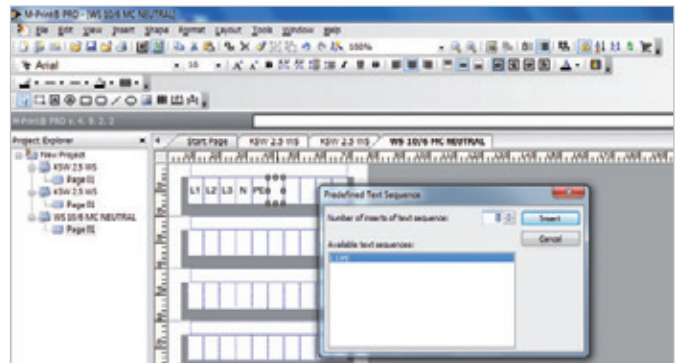 M-Print® PRO - [WS 10/6 MC NEUTRAL]
File Edit View Insert Shape Format Layout Tools Window Help
100%
Arial 10
M-Print® PRO v. 4. 9. 2. 2
Project Explorer
Start Page KSW 2.5 WS KSW 2.5 WS WS 10/6 MC NEUTRAL
New Project
KSW 2.5 WS
Page 01
KSW 2.5 WS
Page 01
WS 10/6 MC NEUTRAL
Page 01
L1 L2 L3 N PE
Predefined Text Sequence
Number of inserts of text sequence:
Insert
Cancel
Available text sequences: